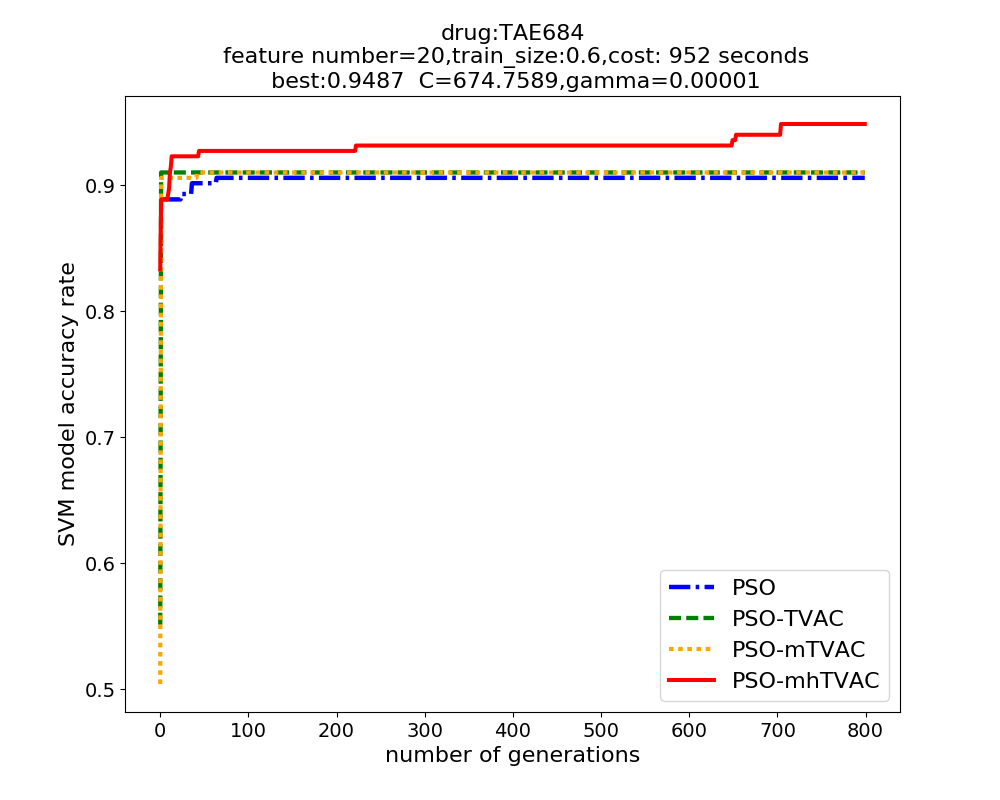 drug:TAE684
feature number=20,train_size:0.6,cost: 952 seconds
best:0.9487  C=674.7589,gamma=0.00001
SVM model accuracy rate
0.9
0.8
0.7
0.6
0.5
PSO
PSO-TVAC
PSO-mTVAC
PSO-mhTVAC
0 100 200 300 400 500 600 700 800
number of generations